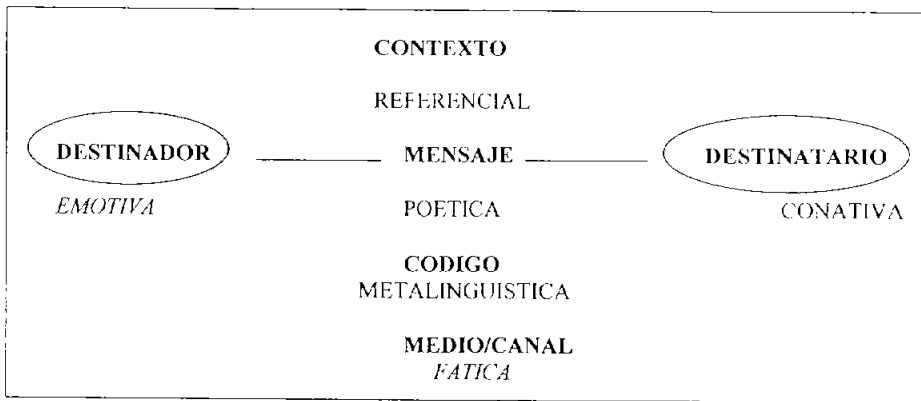 CONTEXTO
REFERENCIAL
DESTINADOR MENSAJE DESTINATARIO
EMOTIVA POETICA CONATIVA
CODIGO
METALINGUISTICA
MEDIO/CANAL
FATICA